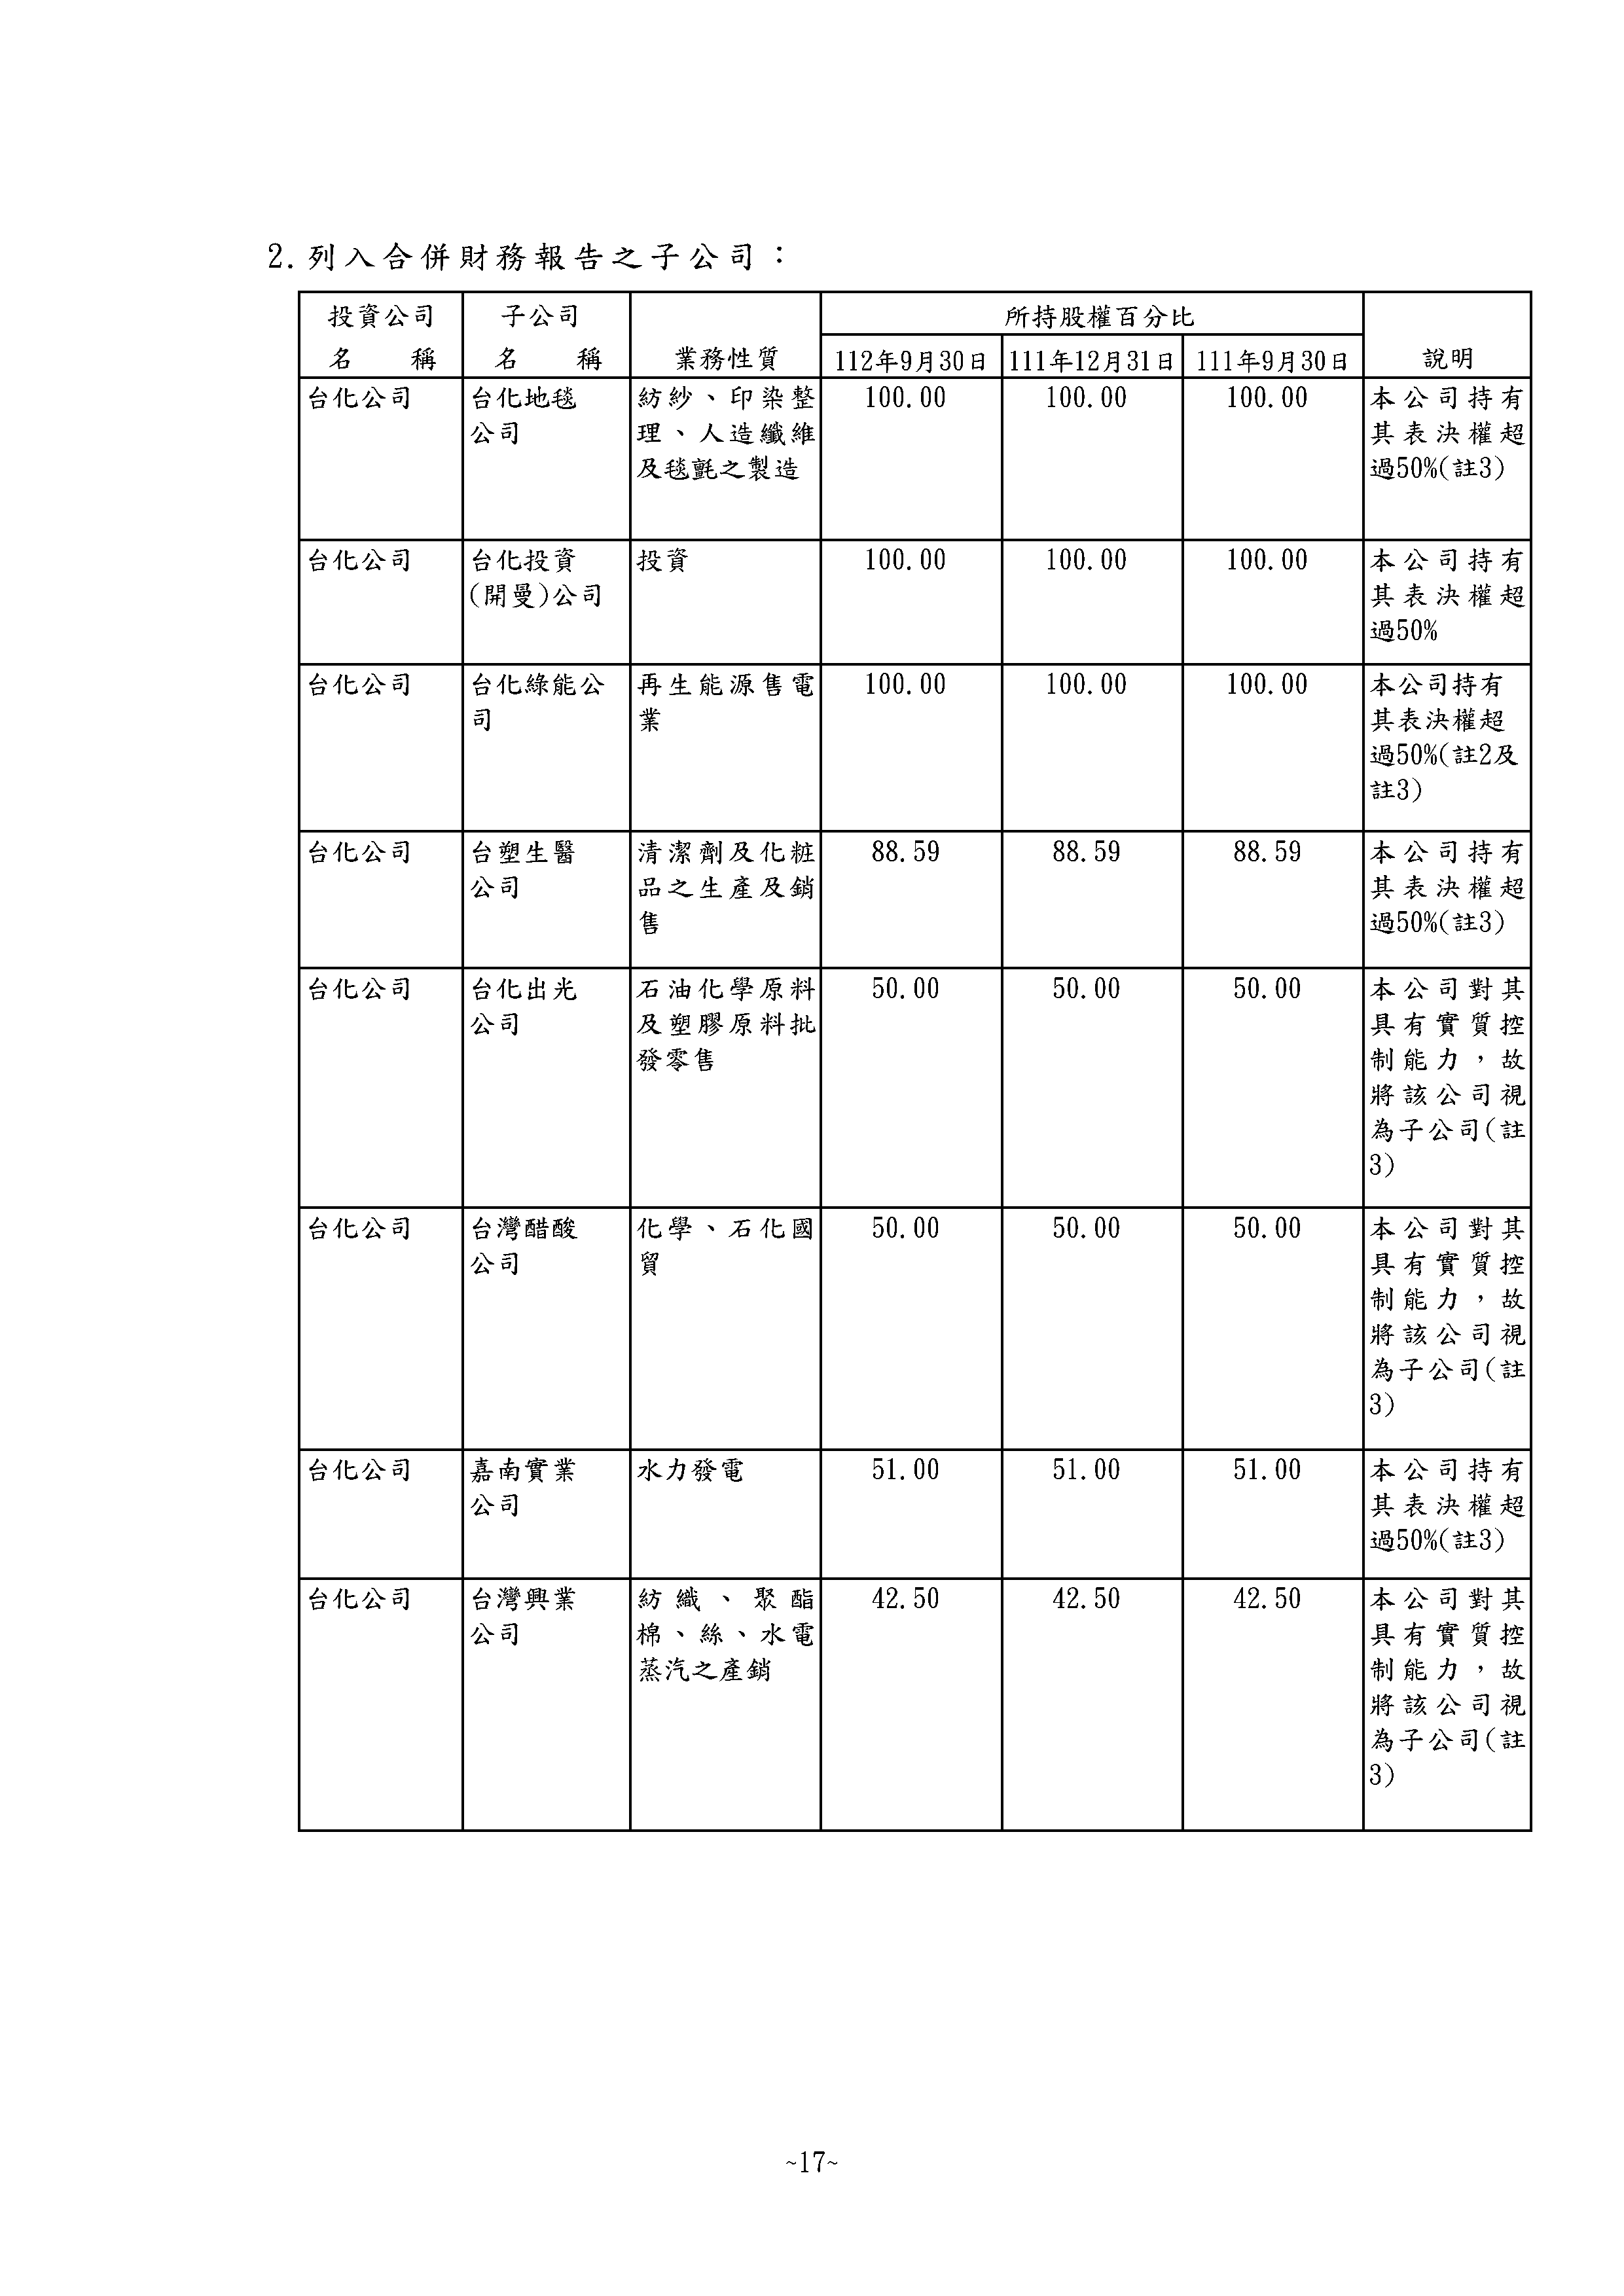 2.列入合併財務報告之子公司：
投資公司 子公司 所持股權百分比
名　　稱 名　　稱 業務性質 112年9月30日 111年12月31日 111年9月30日 說明
台化公司 台化地毯 紡紗、印染整 100.00 100.00 100.00 本公司持有
公司 理、人造纖維 其表決權超
及毯氈之製造 過50%(註3)
台化公司 台化投資 投資 100.00 100.00 100.00 本公司持有
(開曼)公司 其表決權超
過50%
台化公司 台化綠能公 再生能源售電 100.00 100.00 100.00 本公司持有
司 業 其表決權超
過50%(註2及
註3)
台化公司 台塑生醫 清潔劑及化粧 88.59 88.59 88.59 本公司持有
公司 品之生產及銷 其表決權超
售 過50%(註3)
台化公司 台化出光 石油化學原料 50.00 50.00 50.00 本公司對其
公司 及塑膠原料批 具有實質控
發零售 制能力，故
將該公司視
為子公司(註
3)
台化公司 台灣醋酸 化學、石化國 50.00 50.00 50.00 本公司對其
公司 貿 具有實質控
制能力，故
將該公司視
為子公司(註
3)
台化公司 嘉南實業 水力發電 51.00 51.00 51.00 本公司持有
公司 其表決權超
過50%(註3)
台化公司 台灣興業 紡織、聚酯 42.50 42.50 42.50 本公司對其
公司 棉、絲、水電 具有實質控
蒸汽之產銷 制能力，故
將該公司視
為子公司(註
3)
~17~